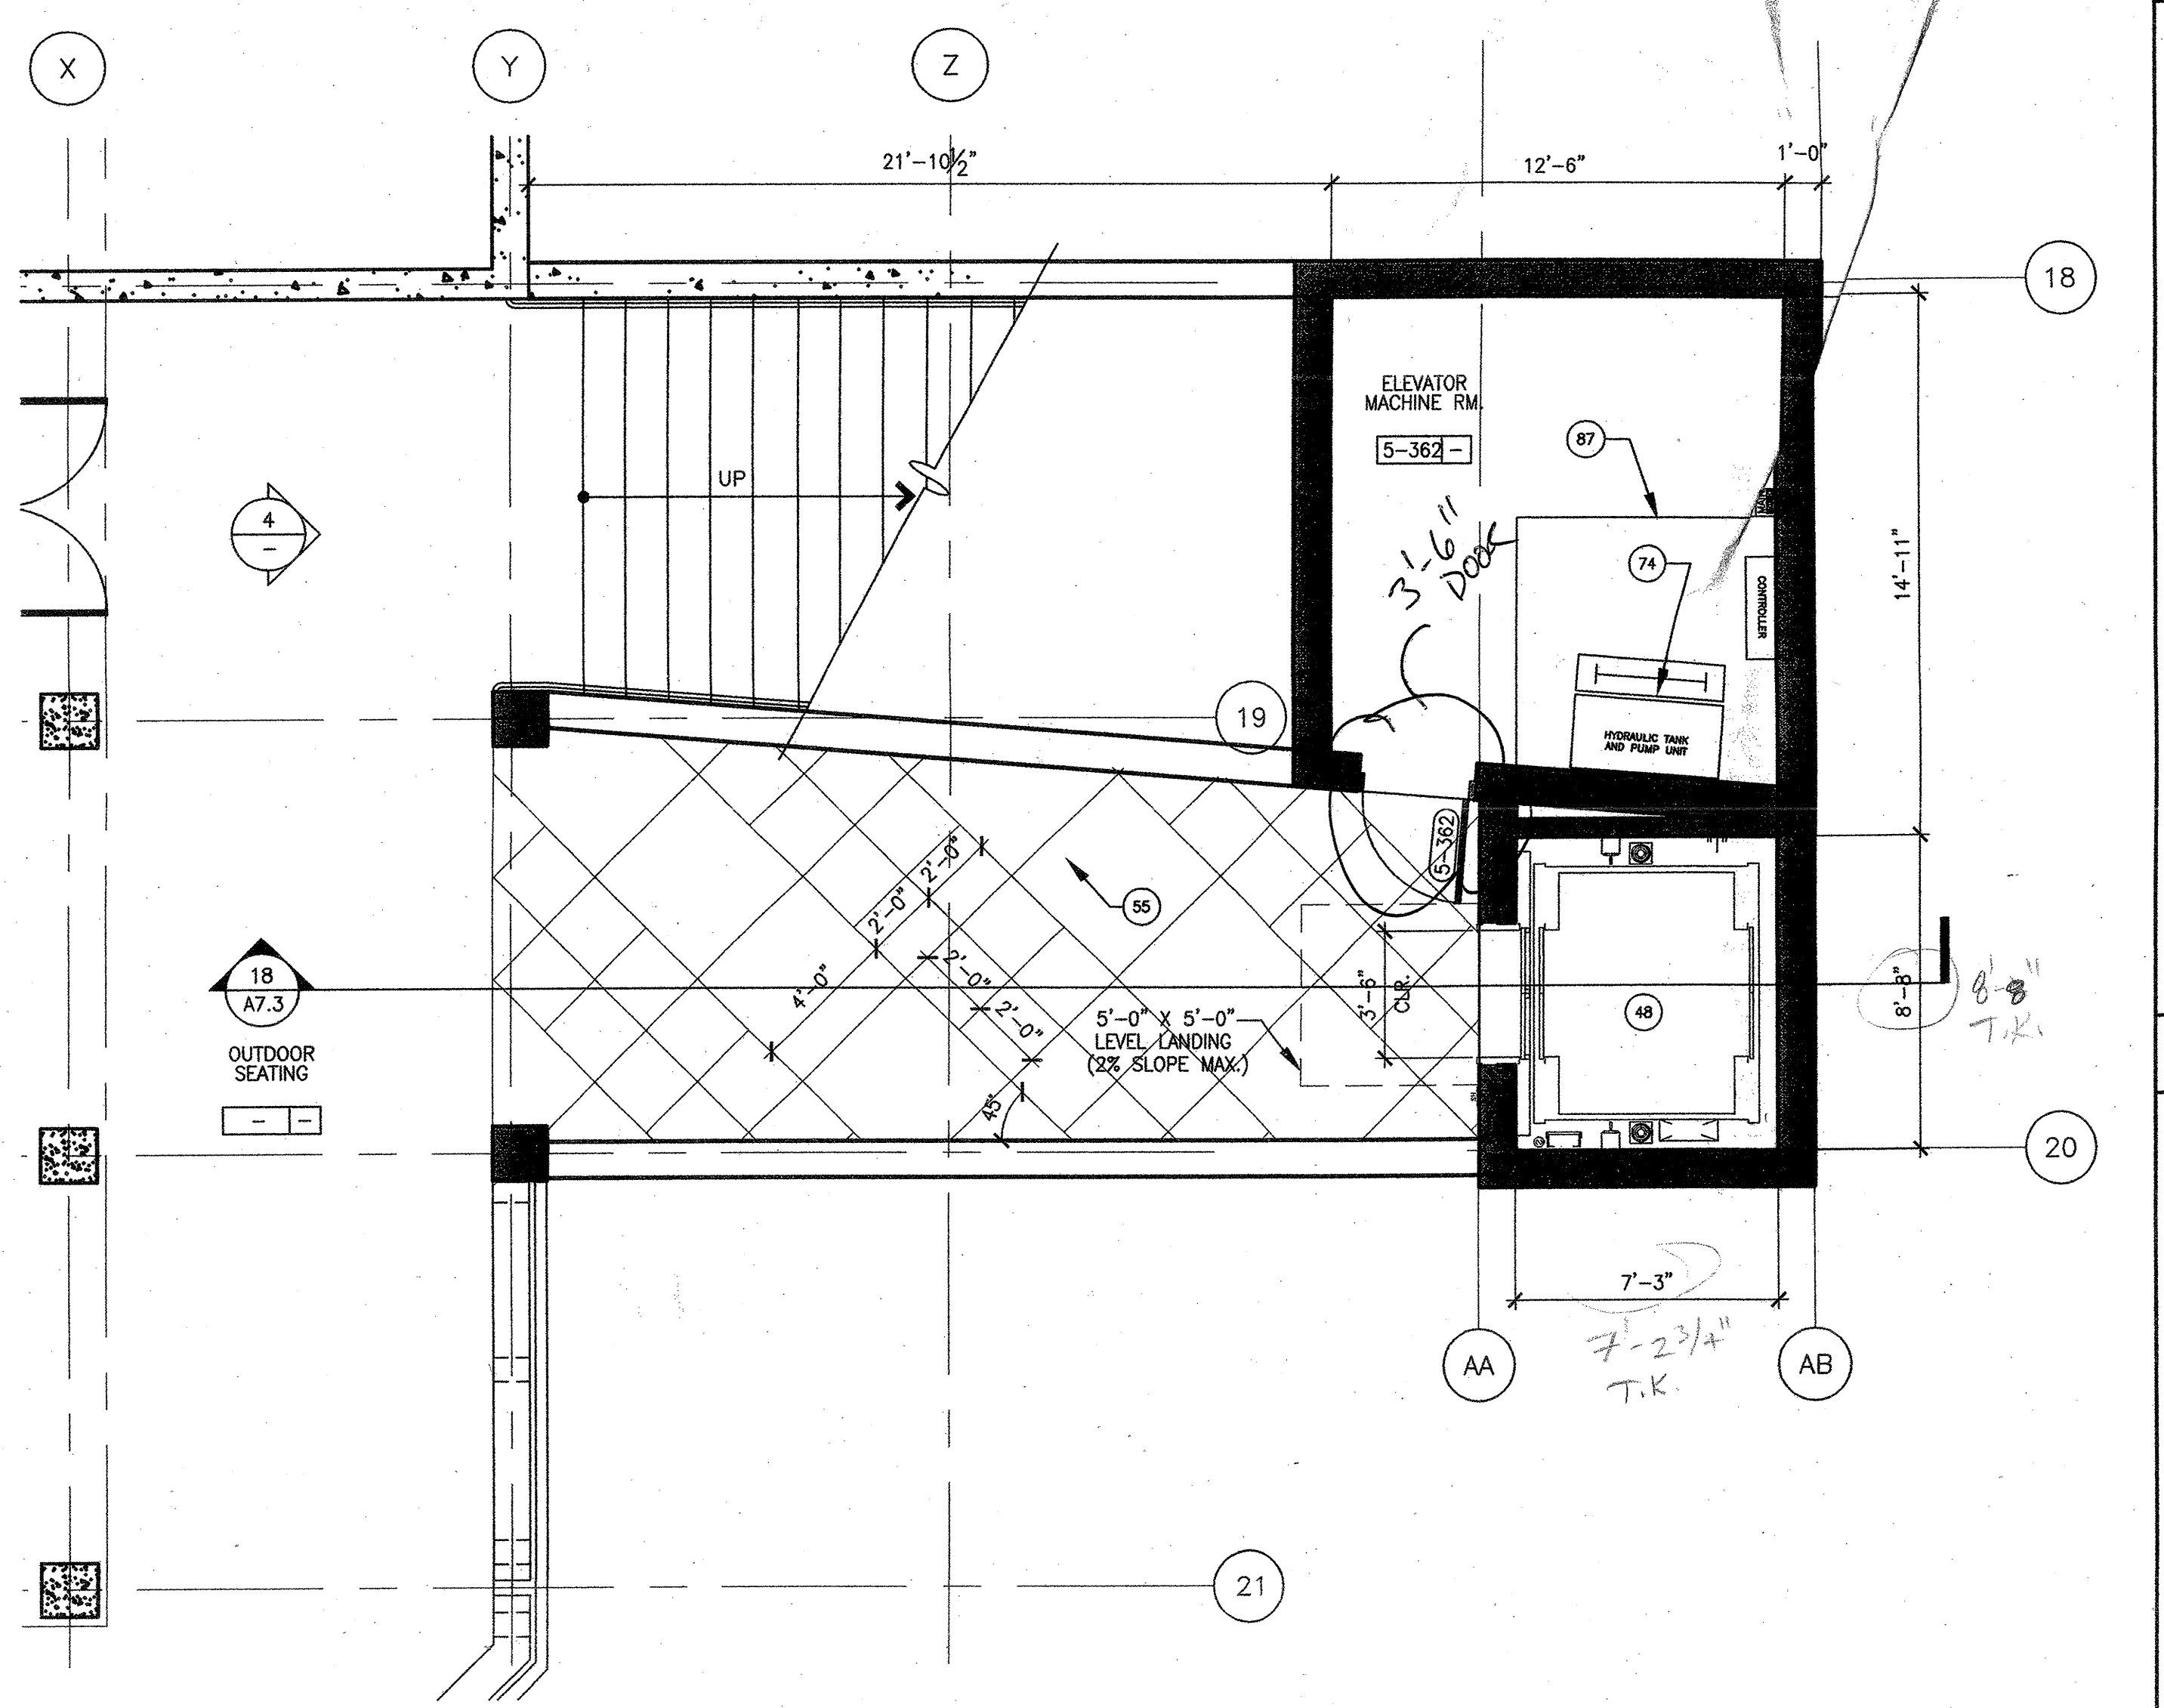 X
Y
Z
21'-10½"
12'-6"
1'-0"
18
ELEVATOR
MACHINE RM.
5-362 -
87
UP
4
-
3'-6"
DOOR
74
CONTROLLER
14'-11"
19
HYDRAULIC TANK
AND PUMP UNIT
5-362
2'-0"
2'-0"
55
4'-0"
2'-0"
2'-0"
45°
18
A7.3
OUTDOOR
SEATING
- -
5'-0" X 5'-0"
LEVEL LANDING
(2% SLOPE MAX.)
3'-6"
CLR.
48
8'-8"
8'-8"
T.K.
20
7'-3"
7'-2 3/4"
T.K.
AA
AB
21